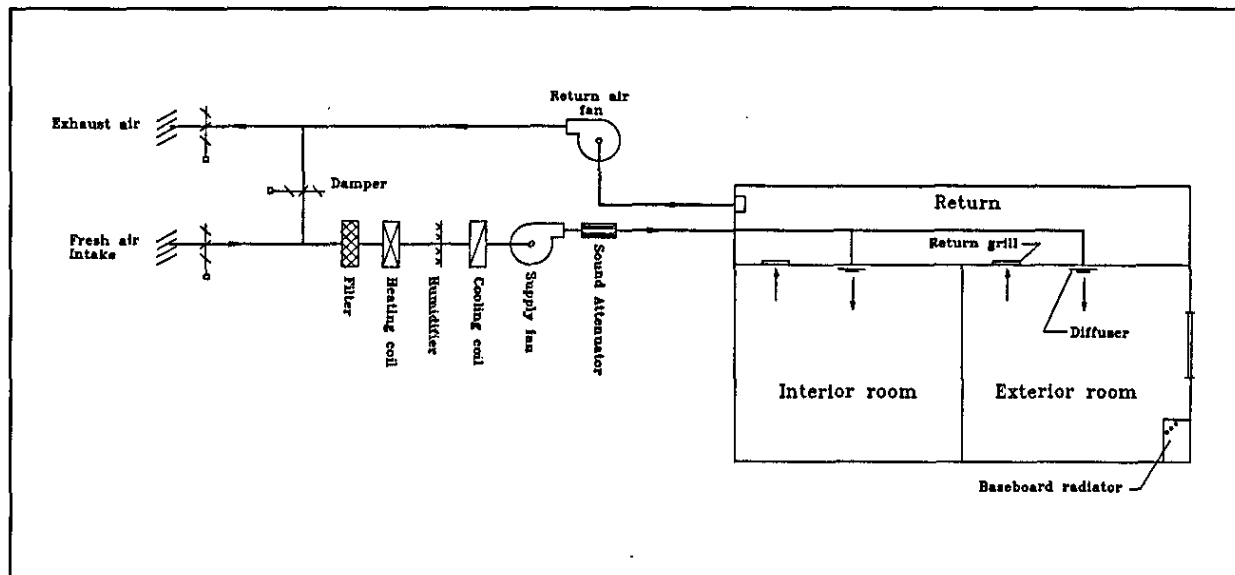 Return air
fan
Exhaust air
Damper
Return
Fresh air
Intake
Return grill
Filter
Heating coil
Humidifier
Cooling coil
Supply fan
Sound Attenuator
Diffuser
Interior room
Exterior room
Baseboard radiator